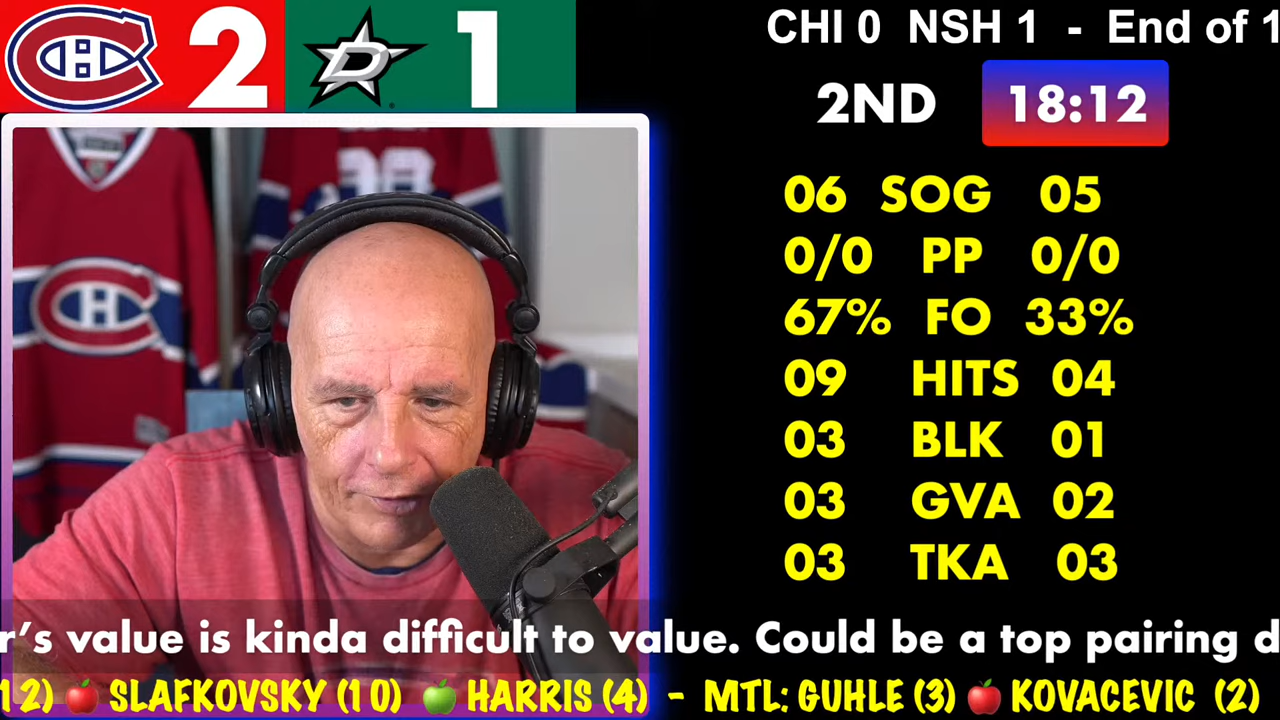 2 1
CHI 0 NSH 1 - End of 1
2ND 18:12
06 SOG 05
0/0 PP 0/0
67% FO 33%
09 HITS 04
03 BLK 01
03 GVA 02
03 TKA 03
r's value is kinda difficult to value. Could be a top pairing d
12) 🍎 SLAFKOVSKY (10) 🍏 HARRIS (4) - MTL: GUHLE (3) 🍎 KOVACEVIC (2)